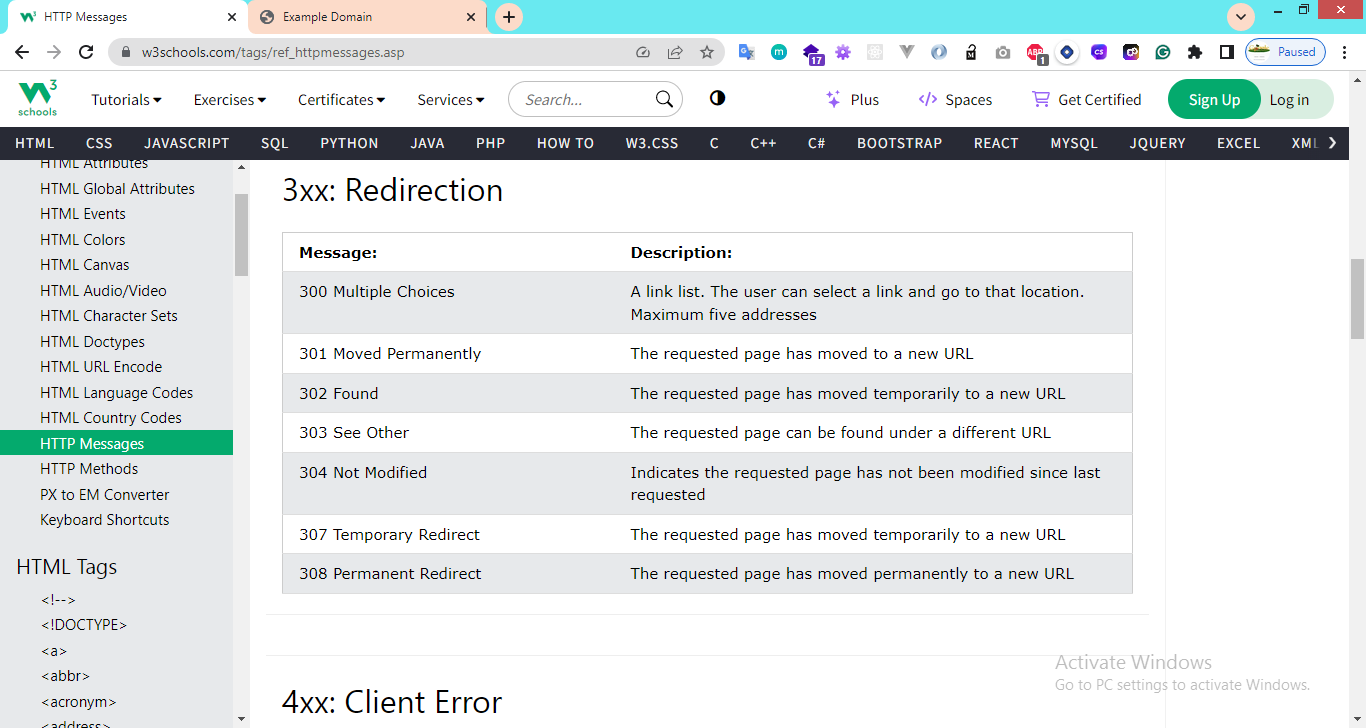 HTTP Messages
Example Domain
w3schools.com/tags/ref_httpmessages.asp
17
ABP
1
Paused
W3
schools
Tutorials
Exercises
Certificates
Services
Search...
Plus
Spaces
Get Certified
Sign Up
Log in
HTML CSS JAVASCRIPT SQL PYTHON JAVA PHP HOW TO W3.CSS C C++ C# BOOTSTRAP REACT MYSQL JQUERY EXCEL XML
HTML Attributes
HTML Global Attributes
HTML Events
HTML Colors
HTML Canvas
HTML Audio/Video
HTML Character Sets
HTML Doctypes
HTML URL Encode
HTML Language Codes
HTML Country Codes
HTTP Messages
HTTP Methods
PX to EM Converter
Keyboard Shortcuts
HTML Tags
<!-->
<!DOCTYPE>
<a>
<abbr>
<acronym>
<address>
3xx: Redirection
Message: Description:
300 Multiple Choices A link list. The user can select a link and go to that location.
Maximum five addresses
301 Moved Permanently The requested page has moved to a new URL
302 Found The requested page has moved temporarily to a new URL
303 See Other The requested page can be found under a different URL
304 Not Modified Indicates the requested page has not been modified since last
requested
307 Temporary Redirect The requested page has moved temporarily to a new URL
308 Permanent Redirect The requested page has moved permanently to a new URL
4xx: Client Error
Activate Windows
Go to PC settings to activate Windows.